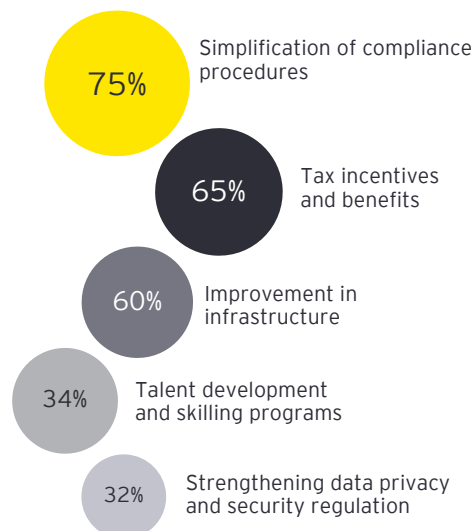 75%
Simplification of compliance
procedures
65%
Tax incentives
and benefits
60%
Improvement in
infrastructure
34%
Talent development
and skilling programs
32%
Strengthening data privacy
and security regulation